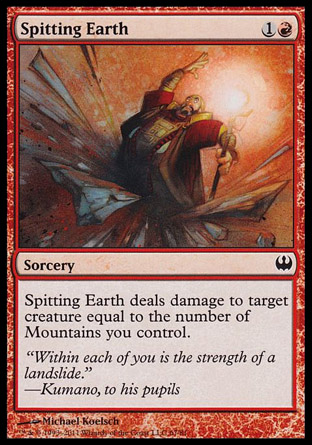 Spitting Earth 1
Sorcery
Spitting Earth deals damage to target
creature equal to the number of
Mountains you control.
“Within each of you is the strength of a
landslide.”
—Kumano, to his pupils
Michael Koelsch